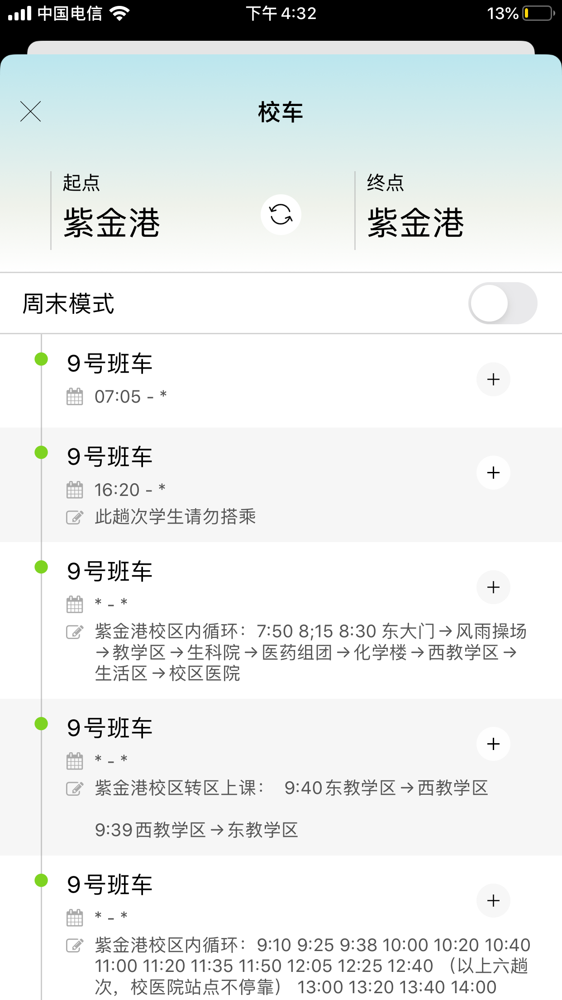 中国电信
下午 4:32
13%
校车
起点
终点
紫金港
紫金港
周末模式
9号班车
07:05 - *
9号班车
16:20 - *
此趟次学生请勿搭乘
9号班车
* - *
紫金港校区内循环：7:50 8;15 8:30 东大门→风雨操场
→教学区→生科院→医药组团→化学楼→西教学区→
生活区→校区医院
9号班车
* - *
紫金港校区转区上课： 9:40东教学区→西教学区
9:39西教学区→东教学区
9号班车
* - *
紫金港校区内循环：9:10 9:25 9:38 10:00 10:20 10:40
11:00 11:20 11:35 11:50 12:05 12:25 12:40 （以上六趟
次，校医院站点不停靠） 13:00 13:20 13:40 14:00